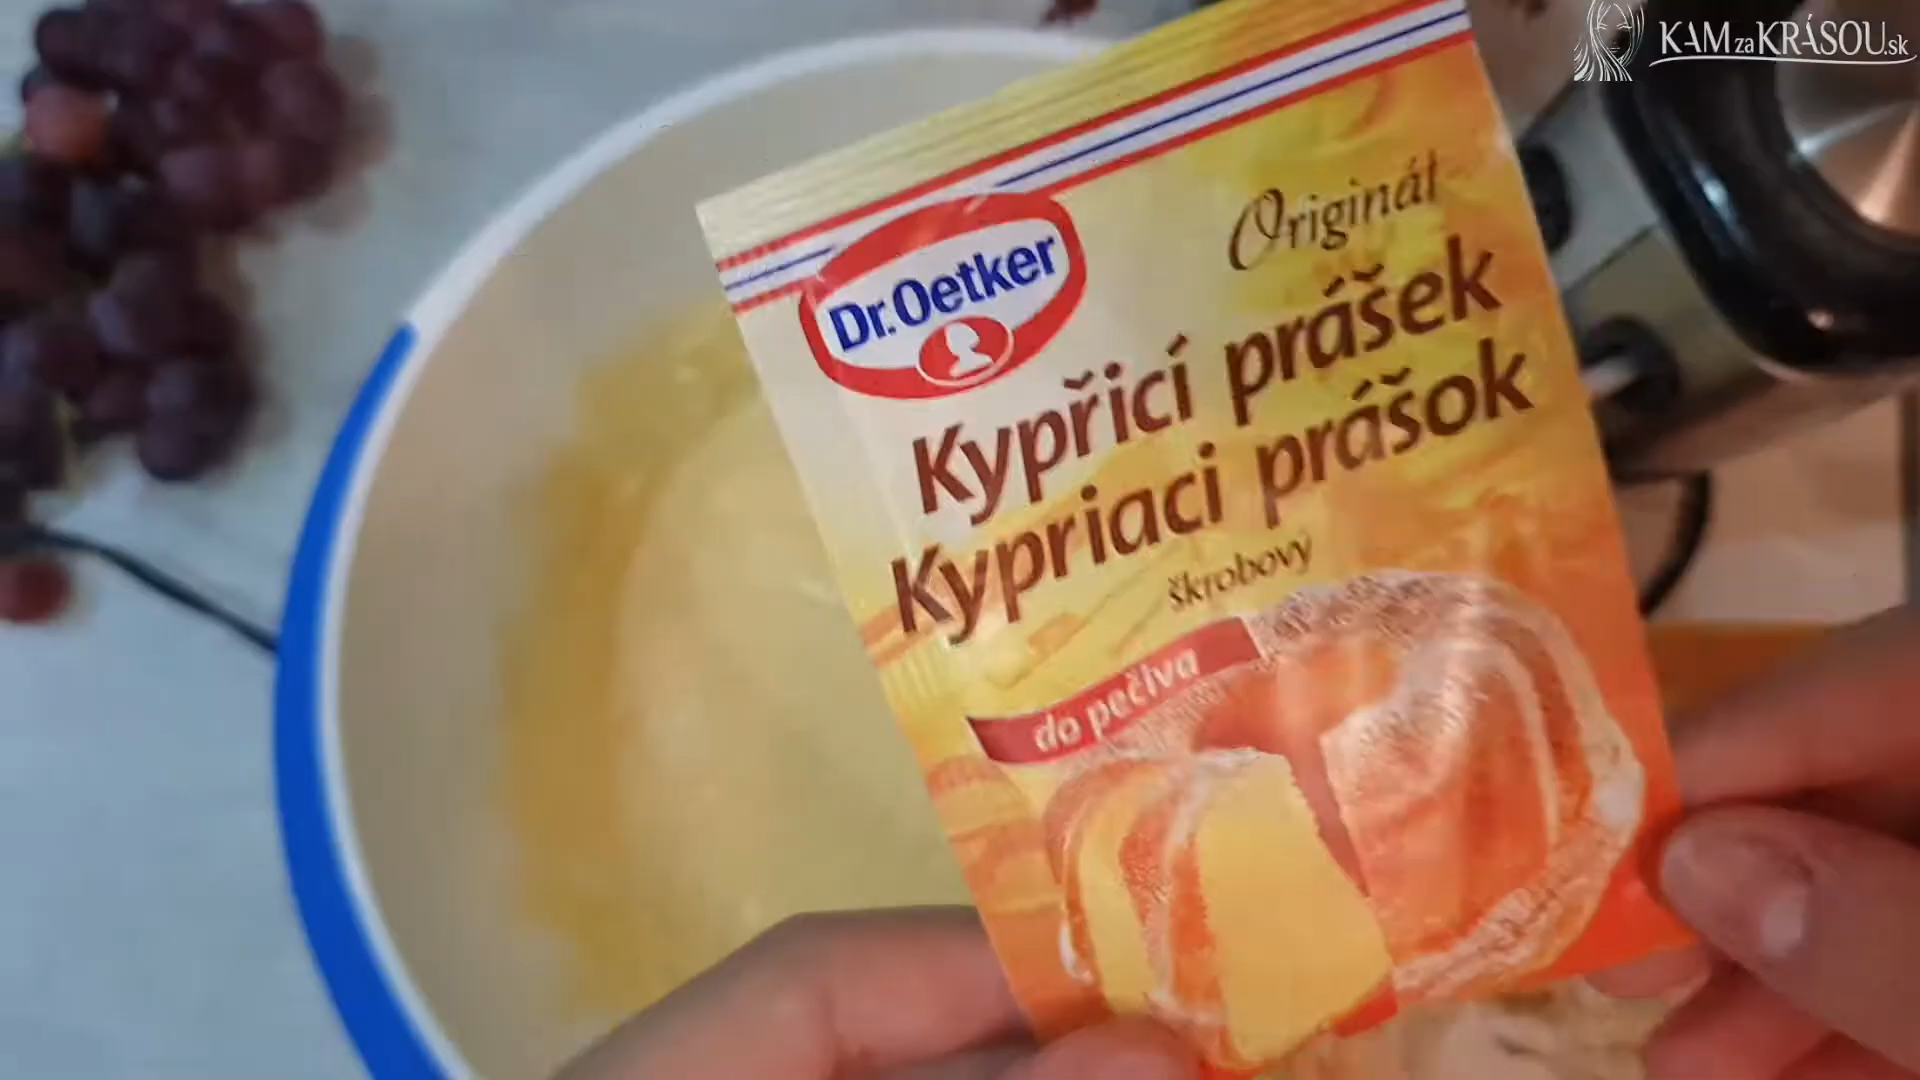 KAMzaKRÁSOU.sk
Originál
Dr.Oetker
Kypřicí prášek
Kypriaci prášok
škrobový
do pečiva